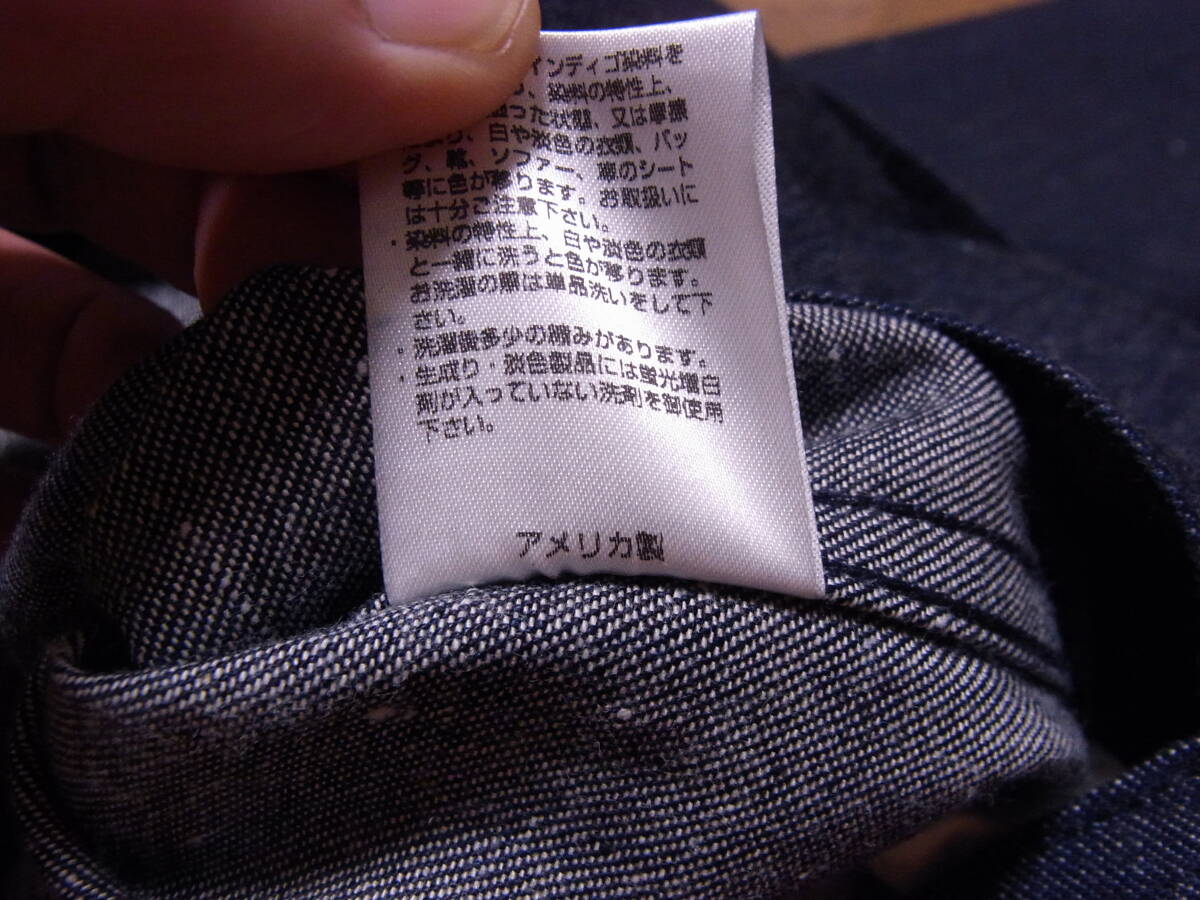 インディゴ染料を
、染料の特性上、
った状態、又は摩擦
により、白や淡色の衣類、バッ
グ、靴、ソファー、車のシート
等に色が移ります。お取扱いに
は十分ご注意下さい。
・染料の特性上、白や淡色の衣類
と一緒に洗うと色が移ります。
お洗濯の際は単品洗いをして下
さい。
・洗濯後多少の縮みがあります。
・生成り・淡色製品には蛍光増白
剤が入っていない洗剤を御使用
下さい。
アメリカ製